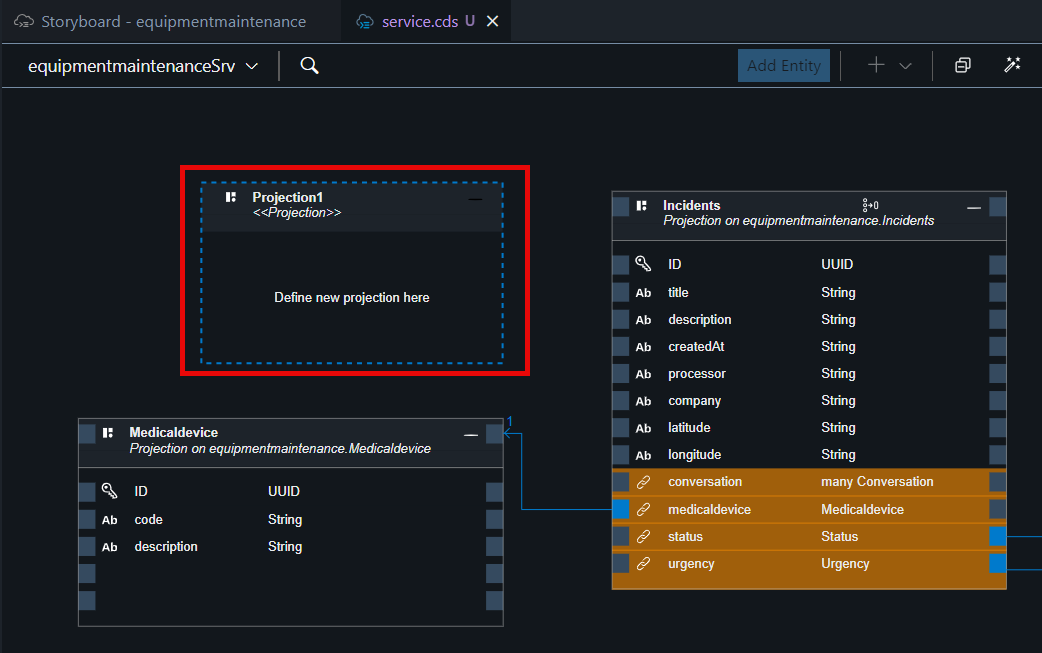 Storyboard - equipmentmaintenance service.cds U
equipmentmaintenanceSrv Add Entity
Projection1
<<Projection>>
Define new projection here
Incidents
Projection on equipmentmaintenance.Incidents
ID UUID
Ab title String
Ab description String
Ab createdAt String
Ab processor String
Ab company String
Ab latitude String
Ab longitude String
conversation many Conversation
medicaldevice Medicaldevice
status Status
urgency Urgency
1
Medicaldevice
Projection on equipmentmaintenance.Medicaldevice
ID UUID
Ab code String
Ab description String